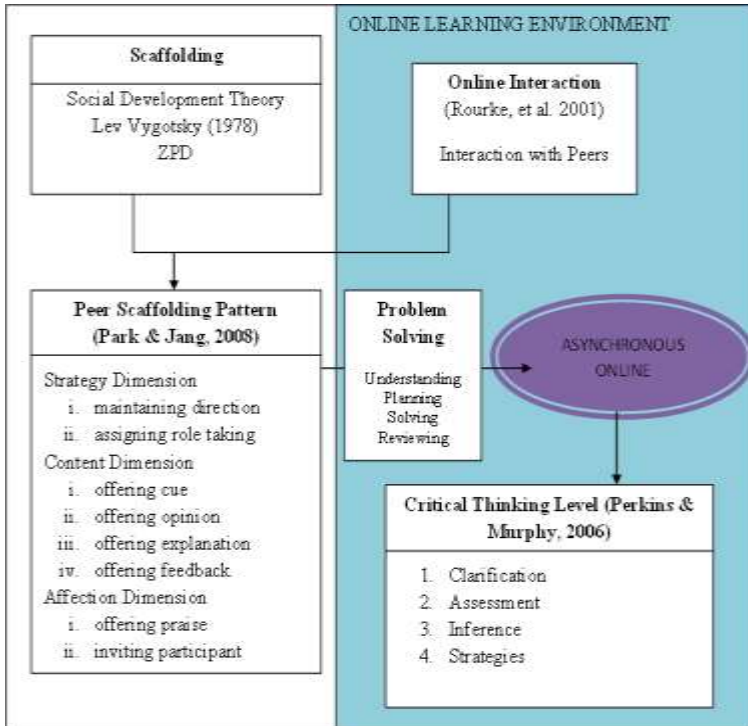 ONLINE LEARNING ENVIRONMENT
Scaffolding
Social Development Theory
Lev Vygotsky (1978)
ZPD
Online Interaction
(Rourke, et al. 2001)
Interaction with Peers
Peer Scaffolding Pattern
(Park & Jang, 2008)
Strategy Dimension
i. maintaining direction
ii. assigning role taking
Content Dimension
i. offering cue
ii. offering opinion
iii. offering explanation
iv. offering feedback
Affection Dimension
i. offering praise
ii. inviting participant
Problem
Solving
Understanding
Planning
Solving
Reviewing
ASYNCHRONOUS
ONLINE
Critical Thinking Level (Perkins &
Murphy, 2006)
1. Clarification
2. Assessment
3. Inference
4. Strategies